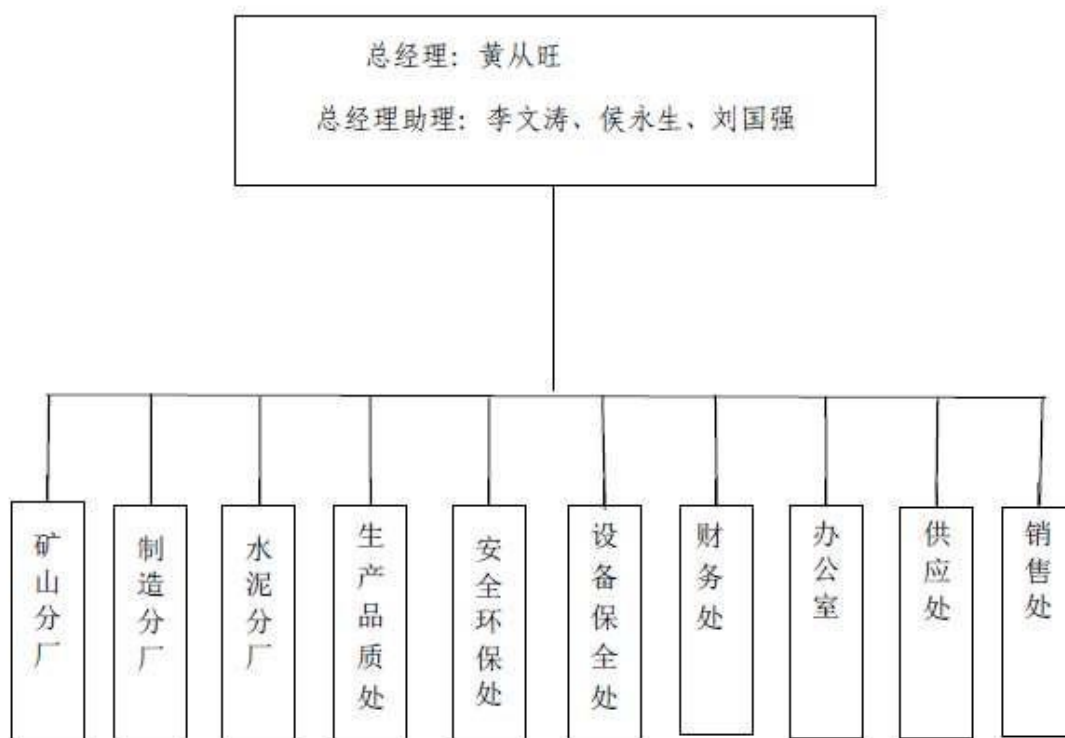 总经理：黄从旺
总经理助理：李文涛、侯永生、刘国强
矿山分厂
制造分厂
水泥分厂
生产品质处
安全环保处
设备保全处
财务处
办公室
供应处
销售处